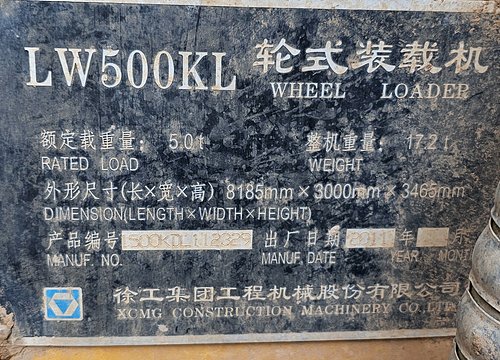 LW500KL 轮式装载机
WHEEL LOADER
额定载重量: 5.0t 整机重量: 17.2t
RATED LOAD WEIGHT
外形尺寸(长×宽×高) 8185mm×3000mm×3465mm
DIMENSION(LENGTH×WIDTH×HEIGHT)
产品编号 出厂日期 2011 年
MANUF. NO. MANUF. DATE YEAR MONT
徐工集团工程机械股份有限公司
XCMG CONSTRUCTION MACHINERY CO.,LTD